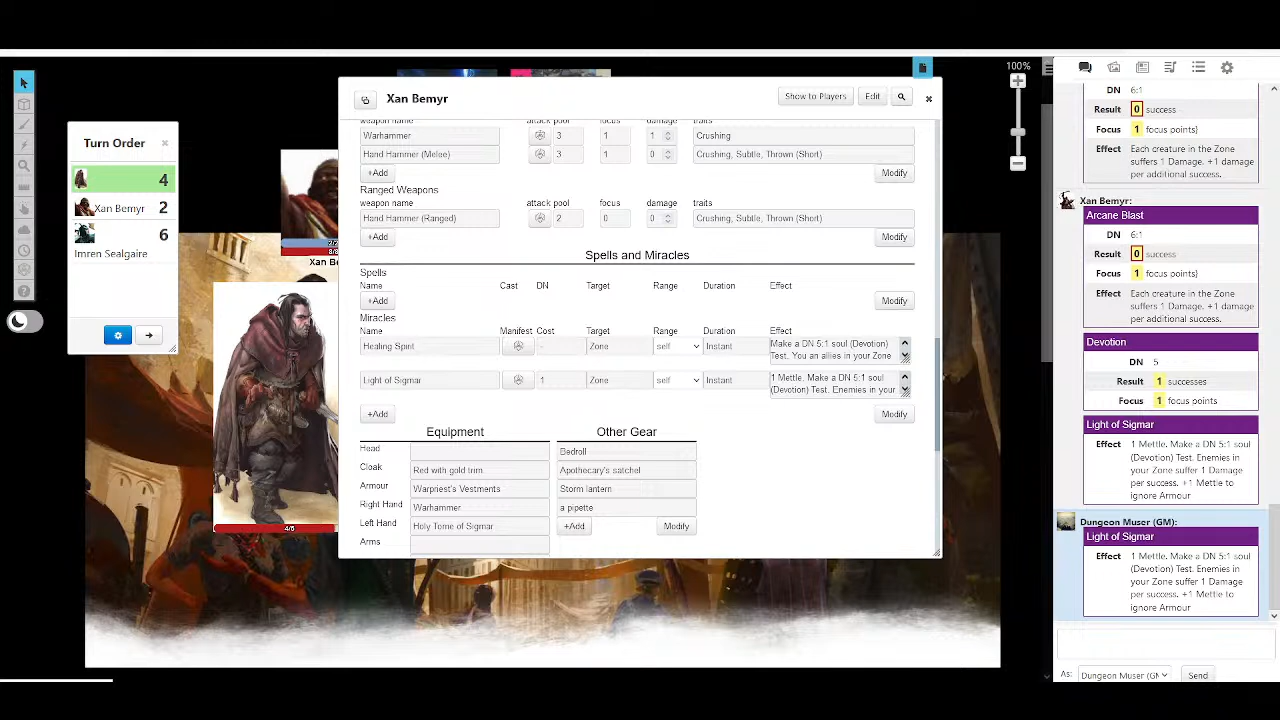 100%
Turn Order
4
Xan Bemyr 2
6
Imren Sealgaire
Xan B
4/5
Xan Bemyr
Show to Players
Edit
weapon name attack pool focus damage traits
Warhammer 3 1 1 Crushing
Hand Hammer (Melee) 3 1 0 Crushing, Subtle, Thrown (Short)
+Add Modify
Ranged Weapons
weapon name attack pool focus damage traits
Hand Hammer (Ranged) 2 0 0 Crushing, Subtle, Thrown (Short)
+Add Modify
Spells and Miracles
Spells
Name Cast DN Target Range Duration Effect
+Add Modify
Miracles
Name Manifest Cost Target Range Duration Effect
Healing Spirit - Zone self Instant Make a DN 5:1 soul (Devotion)
Test. You an allies in your Zone
Light of Sigmar 1 Zone self Instant 1 Mettle. Make a DN 5:1 soul
(Devotion) Test. Enemies in your
+Add Modify
Equipment
Head
Cloak Red with gold trim
Armour Warpriest's Vestments
Right Hand Warhammer
Left Hand Holy Tome of Sigmar
Arms
Other Gear
Bedroll
Apothecary's satchel
Storm lantern
a pipette
+Add Modify
DN 6:1
Result 0 success
Focus 1 focus points)
Effect Each creature in the Zone
suffers 1 Damage. +1 damage
per additional success.
Xan Bemyr:
Arcane Blast
DN 6:1
Result 0 success
Focus 1 focus points)
Effect Each creature in the Zone
suffers 1 Damage. +1 damage
per additional success.
Devotion
DN 5
Result 1 successes
Focus 1 focus points
Light of Sigmar
Effect 1 Mettle. Make a DN 5:1 soul
(Devotion) Test. Enemies in
your Zone suffer 1 Damage
per success. +1 Mettle to
ignore Armour
Dungeon Muser (GM):
Light of Sigmar
Effect 1 Mettle. Make a DN 5:1 soul
(Devotion) Test. Enemies in
your Zone suffer 1 Damage
per success. +1 Mettle to
ignore Armour
As: Dungeon Muser (GM Send